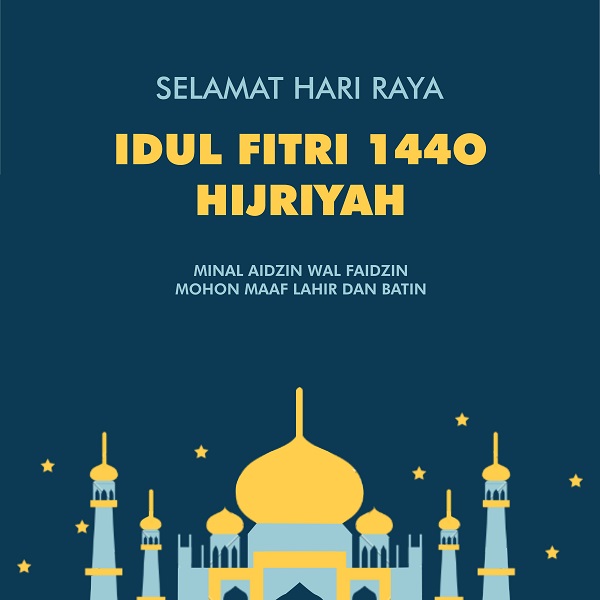 SELAMAT HARI RAYA
IDUL FITRI 1440
HIJRIYAH
MINAL AIDZIN WAL FAIDZIN
MOHON MAAF LAHIR DAN BATIN